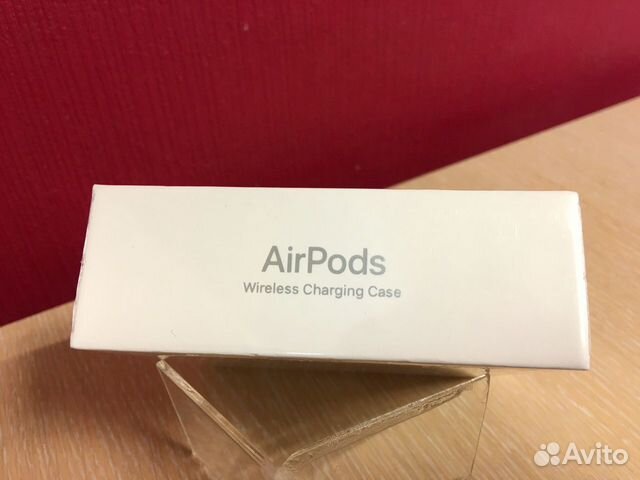 AirPods
Wireless Charging Case
Avito